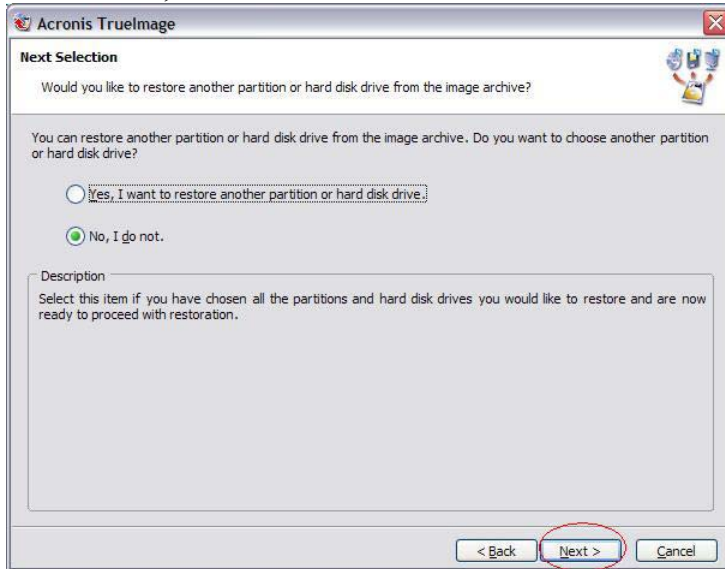 Acronis TrueImage
Next Selection
Would you like to restore another partition or hard disk drive from the image archive?
You can restore another partition or hard disk drive from the image archive. Do you want to choose another partition
or hard disk drive?
Yes, I want to restore another partition or hard disk drive.
No, I do not.
Description
Select this item if you have chosen all the partitions and hard disk drives you would like to restore and are now
ready to proceed with restoration.
< Back Next > Cancel